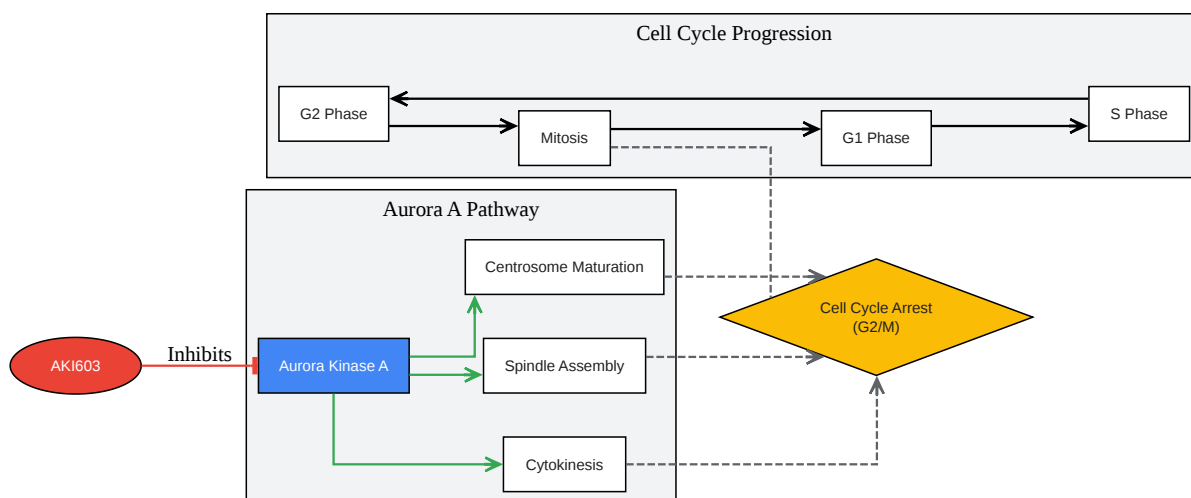 Cell Cycle Progression
G2 Phase
Mitosis
G1 Phase
S Phase
Aurora A Pathway
Centrosome Maturation
Cell Cycle Arrest
(G2/M)
AKI603
Inhibits
Aurora Kinase A
Spindle Assembly
Cytokinesis